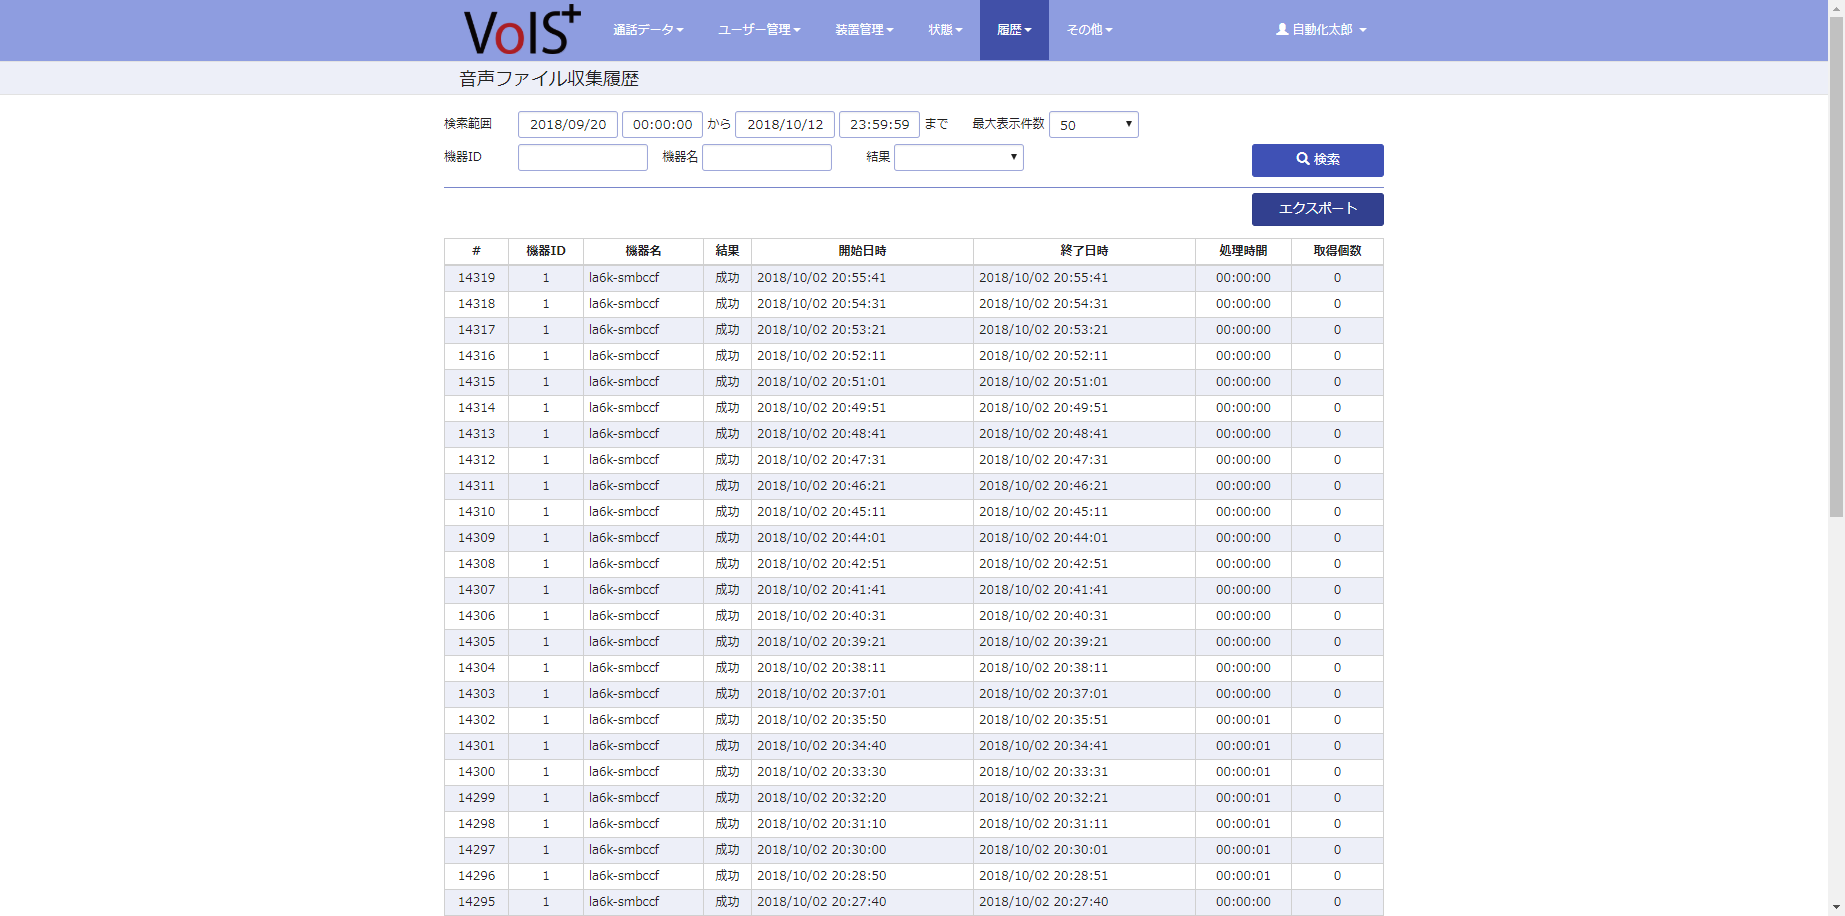 VoIS+ 通話データ ユーザー管理 装置管理 状態 履歴 その他 自動化太郎
音声ファイル収集履歴
検索範囲 2018/09/20 00:00:00 から 2018/10/12 23:59:59 まで 最大表示件数 50
機器ID 機器名 結果 検索
エクスポート
# 機器ID 機器名 結果 開始日時 終了日時 処理時間 取得個数
14319 1 la6k-smbccf 成功 2018/10/02 20:55:41 2018/10/02 20:55:41 00:00:00 0
14318 1 la6k-smbccf 成功 2018/10/02 20:54:31 2018/10/02 20:54:31 00:00:00 0
14317 1 la6k-smbccf 成功 2018/10/02 20:53:21 2018/10/02 20:53:21 00:00:00 0
14316 1 la6k-smbccf 成功 2018/10/02 20:52:11 2018/10/02 20:52:11 00:00:00 0
14315 1 la6k-smbccf 成功 2018/10/02 20:51:01 2018/10/02 20:51:01 00:00:00 0
14314 1 la6k-smbccf 成功 2018/10/02 20:49:51 2018/10/02 20:49:51 00:00:00 0
14313 1 la6k-smbccf 成功 2018/10/02 20:48:41 2018/10/02 20:48:41 00:00:00 0
14312 1 la6k-smbccf 成功 2018/10/02 20:47:31 2018/10/02 20:47:31 00:00:00 0
14311 1 la6k-smbccf 成功 2018/10/02 20:46:21 2018/10/02 20:46:21 00:00:00 0
14310 1 la6k-smbccf 成功 2018/10/02 20:45:11 2018/10/02 20:45:11 00:00:00 0
14309 1 la6k-smbccf 成功 2018/10/02 20:44:01 2018/10/02 20:44:01 00:00:00 0
14308 1 la6k-smbccf 成功 2018/10/02 20:42:51 2018/10/02 20:42:51 00:00:00 0
14307 1 la6k-smbccf 成功 2018/10/02 20:41:41 2018/10/02 20:41:41 00:00:00 0
14306 1 la6k-smbccf 成功 2018/10/02 20:40:31 2018/10/02 20:40:31 00:00:00 0
14305 1 la6k-smbccf 成功 2018/10/02 20:39:21 2018/10/02 20:39:21 00:00:00 0
14304 1 la6k-smbccf 成功 2018/10/02 20:38:11 2018/10/02 20:38:11 00:00:00 0
14303 1 la6k-smbccf 成功 2018/10/02 20:37:01 2018/10/02 20:37:01 00:00:00 0
14302 1 la6k-smbccf 成功 2018/10/02 20:35:50 2018/10/02 20:35:51 00:00:01 0
14301 1 la6k-smbccf 成功 2018/10/02 20:34:40 2018/10/02 20:34:41 00:00:01 0
14300 1 la6k-smbccf 成功 2018/10/02 20:33:30 2018/10/02 20:33:31 00:00:01 0
14299 1 la6k-smbccf 成功 2018/10/02 20:32:20 2018/10/02 20:32:21 00:00:01 0
14298 1 la6k-smbccf 成功 2018/10/02 20:31:10 2018/10/02 20:31:11 00:00:01 0
14297 1 la6k-smbccf 成功 2018/10/02 20:30:00 2018/10/02 20:30:01 00:00:01 0
14296 1 la6k-smbccf 成功 2018/10/02 20:28:50 2018/10/02 20:28:51 00:00:01 0
14295 1 la6k-smbccf 成功 2018/10/02 20:27:40 2018/10/02 20:27:40 00:00:00 0